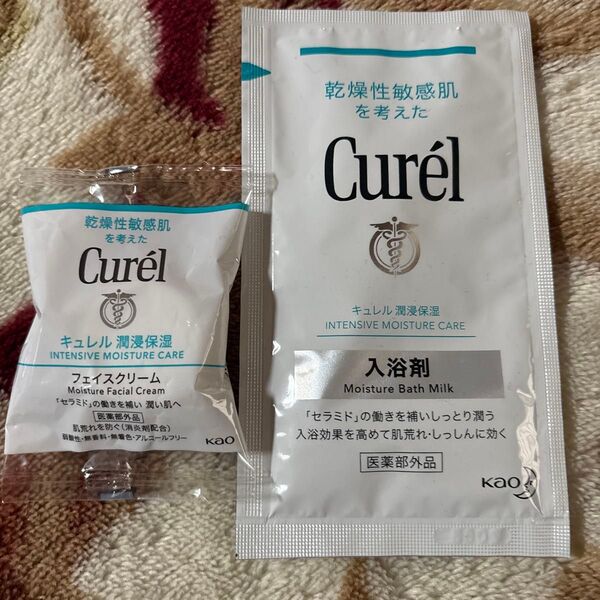 乾燥性敏感肌
を考えた
Curél
キュレル 潤浸保湿
INTENSIVE MOISTURE CARE
フェイスクリーム
Moisture Facial Cream
「セラミド」の働きを補い 潤い肌へ
医薬部外品
肌荒れを防ぐ（消炎剤配合）
弱酸性・無香料・無着色・アルコールフリー
Kao
乾燥性敏感肌
を考えた
Curél
キュレル 潤浸保湿
INTENSIVE MOISTURE CARE
入浴剤
Moisture Bath Milk
「セラミド」の働きを補いしっとり潤う
入浴効果を高めて肌荒れ・しっしんに効く
医薬部外品
Kao